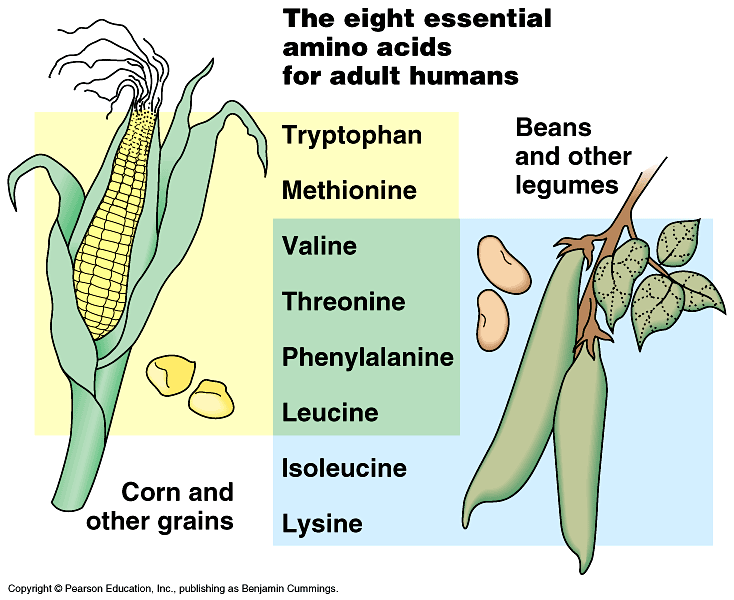 The eight essential
amino acids
for adult humans
Tryptophan
Methionine
Valine
Threonine
Phenylalanine
Leucine
Isoleucine
Lysine
Beans
and other
legumes
Corn and
other grains
Copyright © Pearson Education, Inc., publishing as Benjamin Cummings.